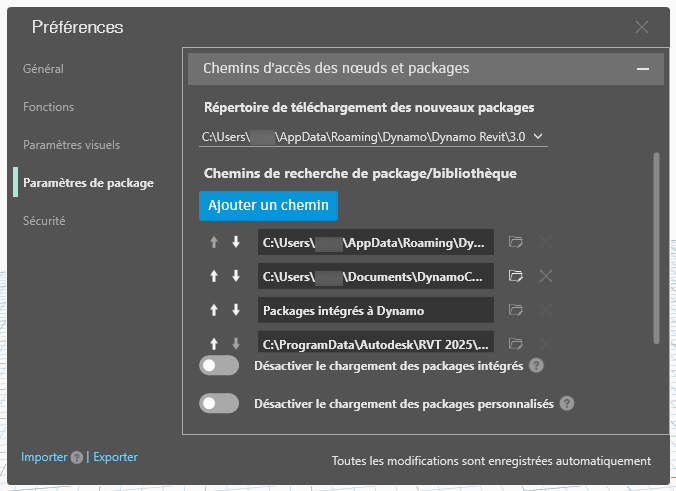 Préférences
Général
Fonctions
Paramètres visuels
Paramètres de package
Sécurité
Chemins d'accès des nœuds et packages
Répertoire de téléchargement des nouveaux packages
C:\Users\ \AppData\Roaming\Dynamo\Dynamo Revit\3.0
Chemins de recherche de package/bibliothèque
Ajouter un chemin
C:\Users\ \AppData\Roaming\Dy...
C:\Users\ \Documents\DynamoC...
Packages intégrés à Dynamo
C:\ProgramData\Autodesk\RVT 2025\...
Désactiver le chargement des packages intégrés ?
Désactiver le chargement des packages personnalisés ?
Importer ? | Exporter
Toutes les modifications sont enregistrées automatiquement